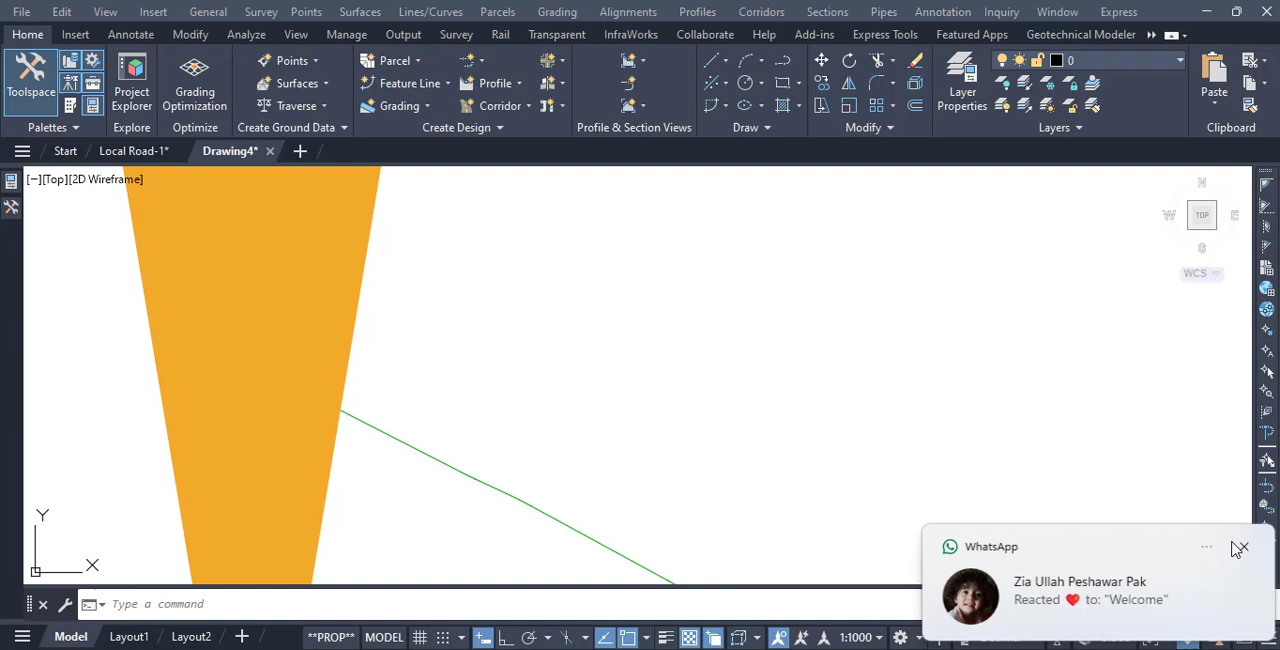 File Edit View Insert General Survey Points Surfaces Lines/Curves Parcels Grading Alignments Profiles Corridors Sections Pipes Annotation Inquiry Window Express
Home Insert Annotate Modify Analyze View Manage Output Survey Rail Transparent InfraWorks Collaborate Help Add-ins Express Tools Featured Apps Geotechnical Modeler
Points Parcel 0
Toolspace Project Explorer Grading Optimization Surfaces Feature Line Profile Layer Properties Paste
Traverse Grading Corridor
Palettes Explore Optimize Create Ground Data Create Design Profile & Section Views Draw Modify Layers Clipboard
Start Local Road-1* Drawing4*
[−][Top][2D Wireframe]
N
W TOP E
S
WCS
Y
X
WhatsApp
Zia Ullah Peshawar Pak
Reacted ❤️ to: "Welcome"
Type a command
Model Layout1 Layout2 **PROP** MODEL 1:1000